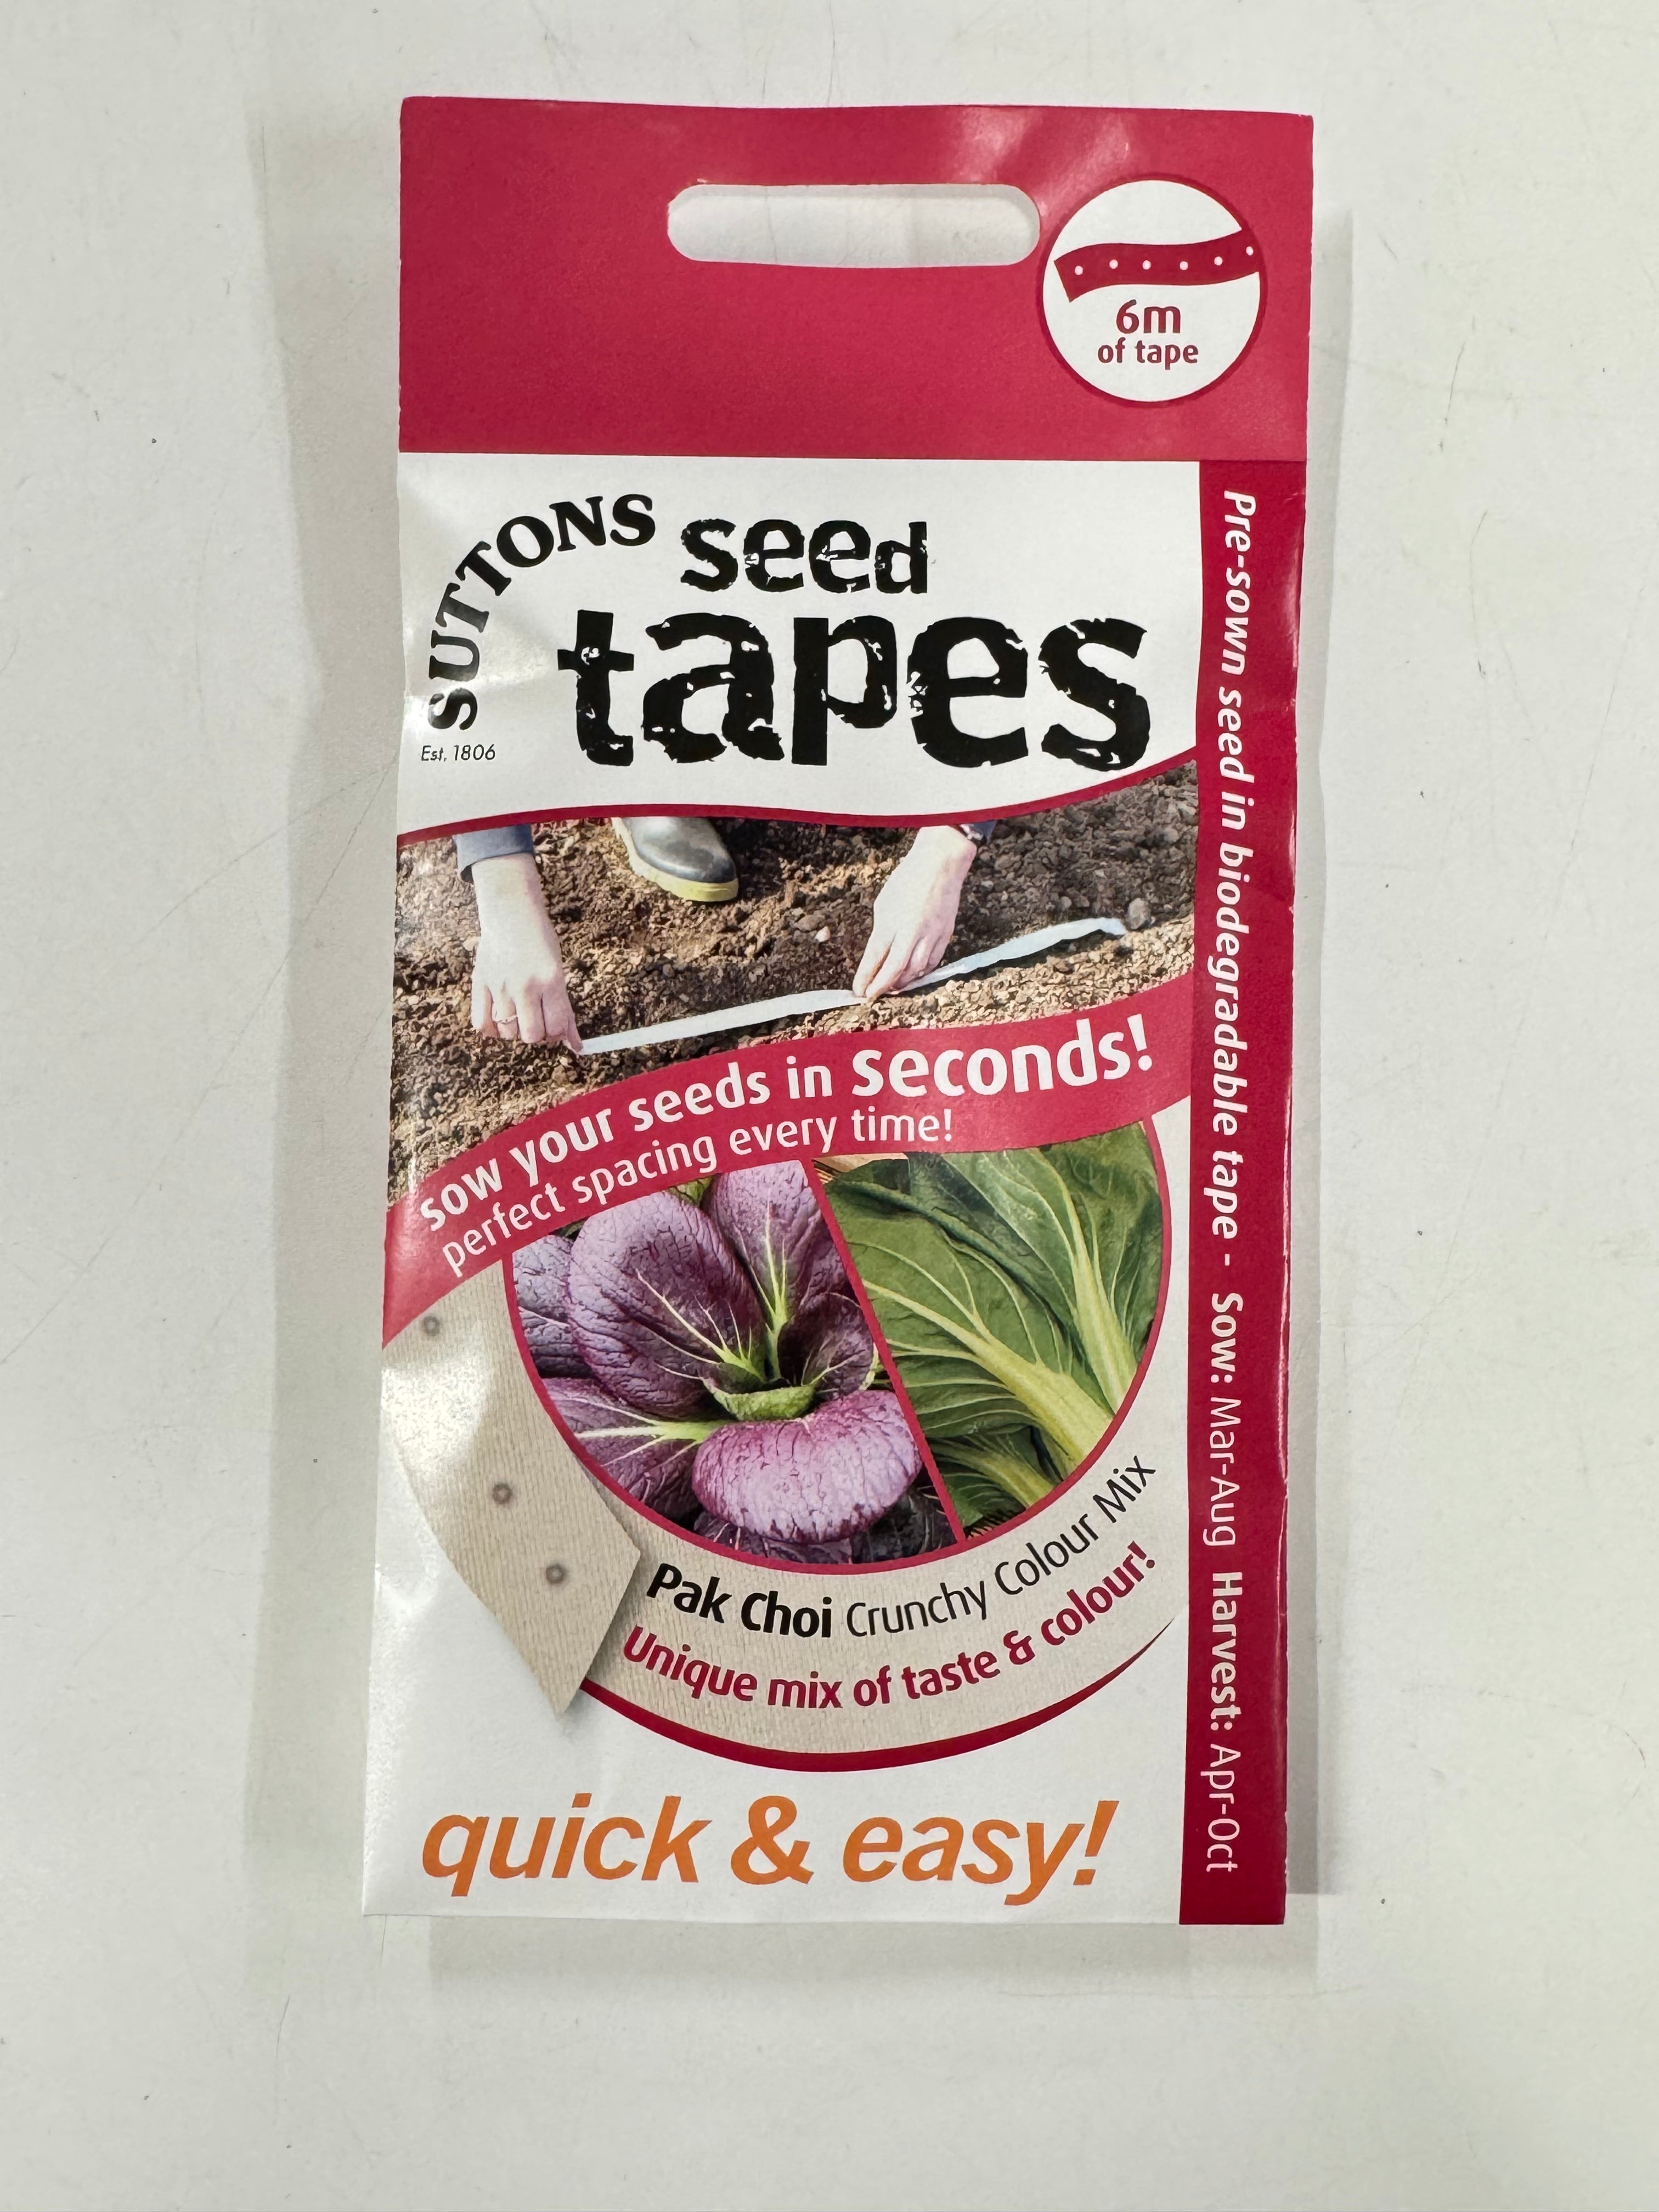 6m
of tape
SUTTONS
Est. 1806
seed
tapes
sow your seeds in seconds!
perfect spacing every time!
Pak Choi Crunchy Colour Mix
Unique mix of taste & colour!
quick & easy!
Pre-sown seed in biodegradable tape - Sow: Mar-Aug Harvest: Apr-Oct